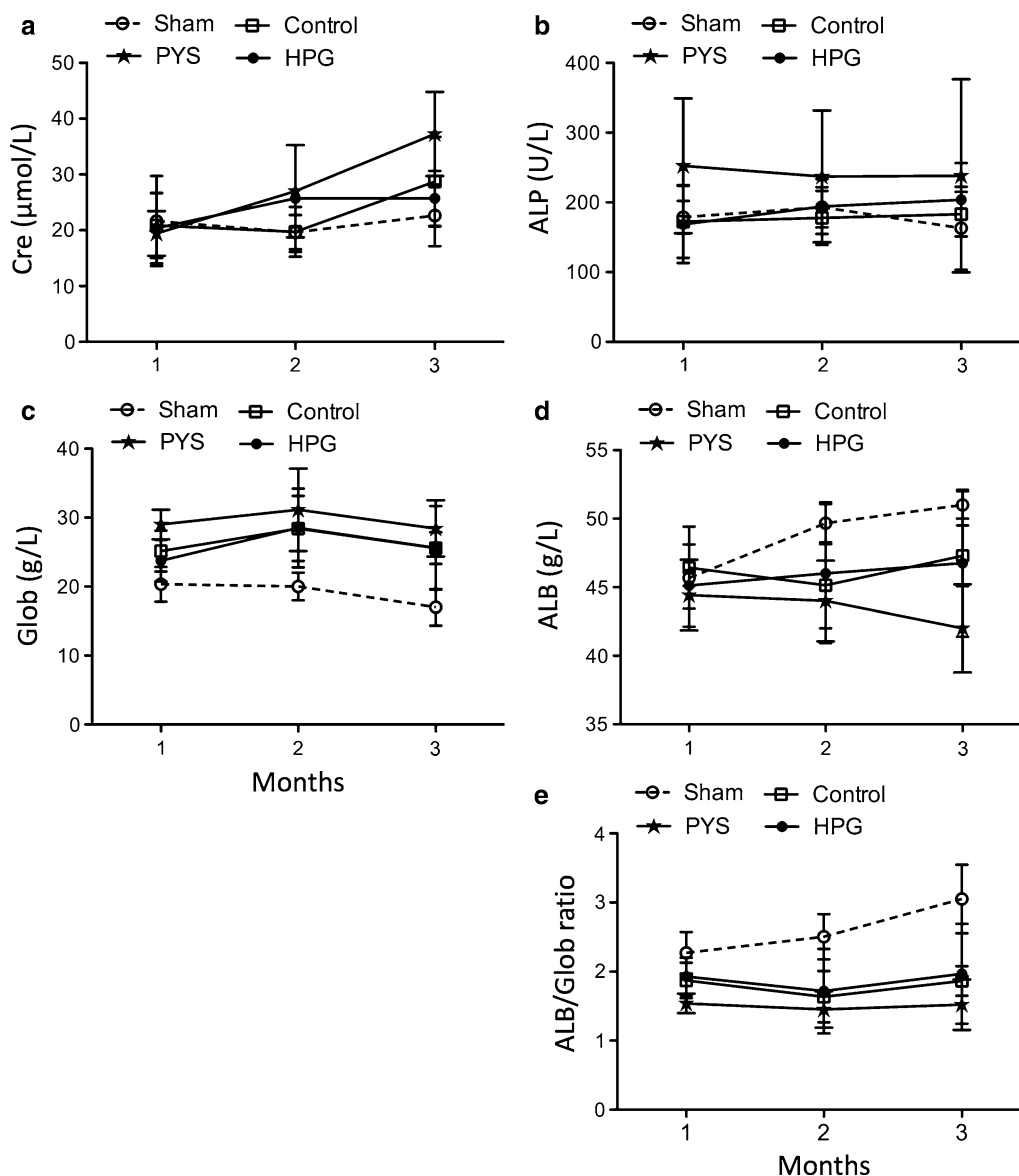 a Sham Control
PYS HPG
Cre (µmol/L)
50
40
30
20
10
0
1 2 3
b Sham Control
PYS HPG
ALP (U/L)
400
300
200
100
0
1 2 3
c Sham Control
PYS HPG
Glob (g/L)
40
30
20
10
0
1 2 3
Months
d Sham Control
PYS HPG
ALB (g/L)
55
50
45
40
35
1 2 3
e Sham Control
PYS HPG
ALB/Glob ratio
4
3
2
1
0
1 2 3
Months